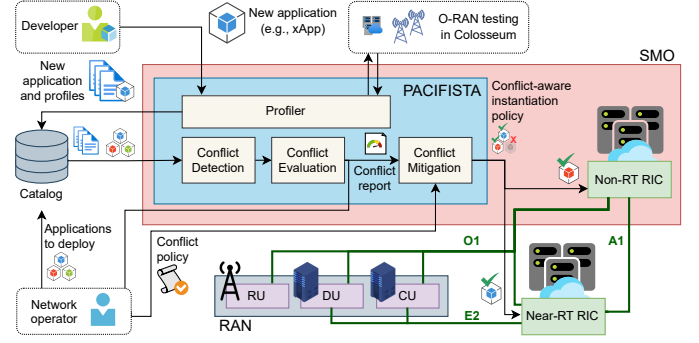 Developer
New application
(e.g., xApp)
O-RAN testing
in Colosseum
SMO
New
application
and profiles
PACIFISTA
Profiler
Conflict-aware
instantiation
policy
Catalog
Conflict
Detection
Conflict
Evaluation
Conflict
report
Conflict
Mitigation
Non-RT RIC
Applications
to deploy
Conflict
policy
O1
A1
Network
operator
RU
DU
CU
RAN
E2
Near-RT RIC